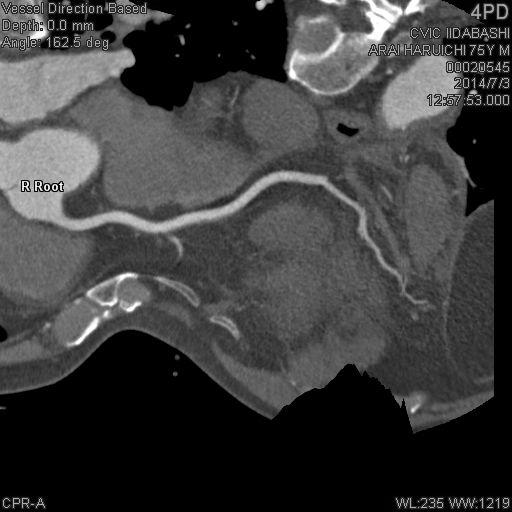 Vessel Direction Based
4PD
Depth: 0.0 mm
CVIC IIDABASHI
Angle: 162.5 deg
ARAI HARUICHI 75Y M
00020545
2014/7/3
12:57:53.000
R Root
CPR-A
WL:235 WW:1219